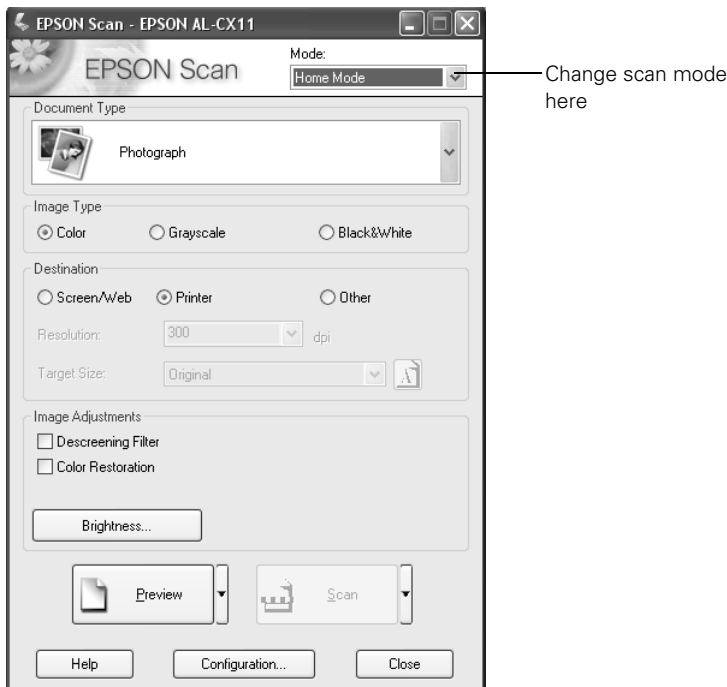 EPSON Scan - EPSON AL-CX11
EPSON Scan
Mode:
Home Mode
Change scan mode
here
Document Type
Photograph
Image Type
Color Grayscale Black&White
Destination
Screen/Web Printer Other
Resolution: 300 dpi
Target Size: Original
Image Adjustments
Descreening Filter
Color Restoration
Brightness...
Preview Scan
Help Configuration... Close